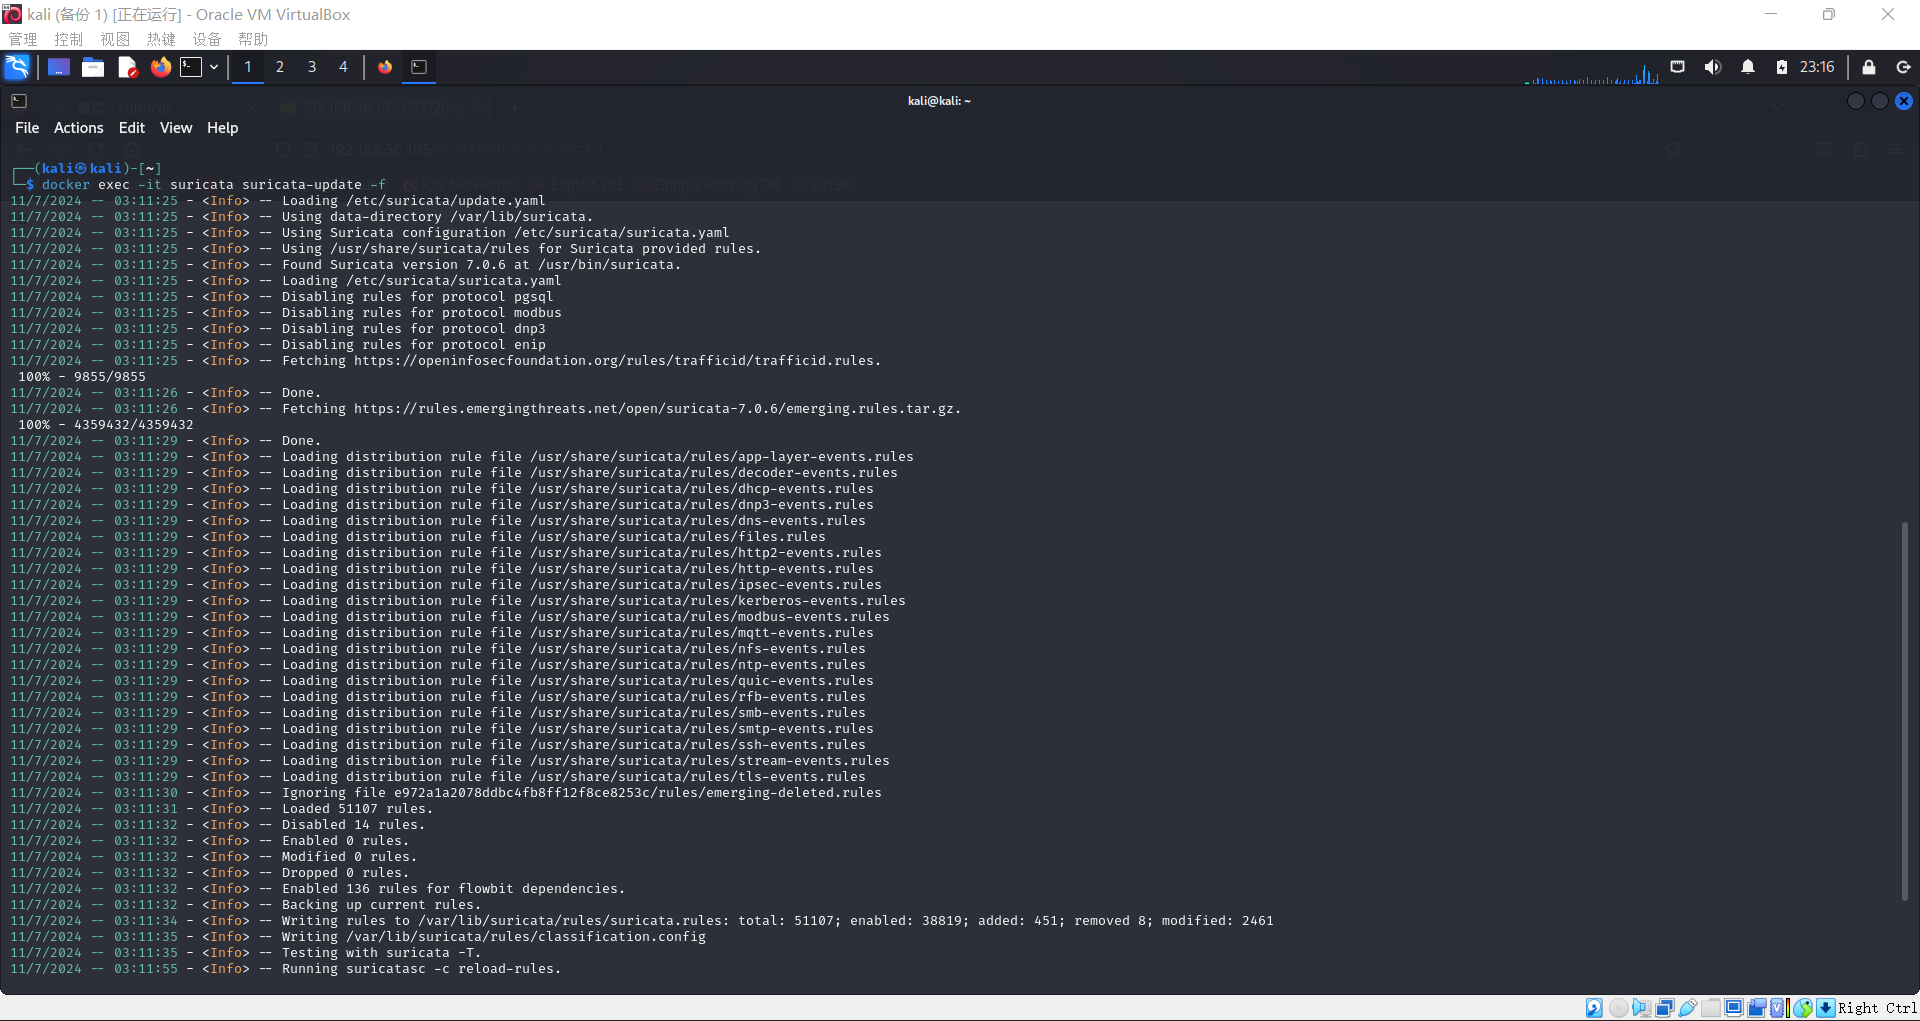 kali (备份 1) [正在运行] - Oracle VM VirtualBox
管理 控制 视图 热键 设备 帮助
1 2 3 4 23:16
首页 - vulfocus
kali@kali: ~
File Actions Edit View Help
192.168.56.105
┌──(kali㉿kali)-[~]
└─$ docker exec -it suricata suricata-update -f
Kali NetHunter Exploit-DB Google Hacking DB OffSec
11/7/2024 -- 03:11:25 - <Info> -- Loading /etc/suricata/update.yaml
11/7/2024 -- 03:11:25 - <Info> -- Using data-directory /var/lib/suricata.
11/7/2024 -- 03:11:25 - <Info> -- Using Suricata configuration /etc/suricata/suricata.yaml
11/7/2024 -- 03:11:25 - <Info> -- Using /usr/share/suricata/rules for Suricata provided rules.
11/7/2024 -- 03:11:25 - <Info> -- Found Suricata version 7.0.6 at /usr/bin/suricata.
11/7/2024 -- 03:11:25 - <Info> -- Loading /etc/suricata/suricata.yaml
11/7/2024 -- 03:11:25 - <Info> -- Disabling rules for protocol pgsql
11/7/2024 -- 03:11:25 - <Info> -- Disabling rules for protocol modbus
11/7/2024 -- 03:11:25 - <Info> -- Disabling rules for protocol dnp3
11/7/2024 -- 03:11:25 - <Info> -- Disabling rules for protocol enip
11/7/2024 -- 03:11:25 - <Info> -- Fetching https://openinfosecfoundation.org/rules/trafficid/trafficid.rules.
100% - 9855/9855
11/7/2024 -- 03:11:26 - <Info> -- Done.
11/7/2024 -- 03:11:26 - <Info> -- Fetching https://rules.emergingthreats.net/open/suricata-7.0.6/emerging.rules.tar.gz.
100% - 4359432/4359432
11/7/2024 -- 03:11:29 - <Info> -- Done.
11/7/2024 -- 03:11:29 - <Info> -- Loading distribution rule file /usr/share/suricata/rules/app-layer-events.rules
11/7/2024 -- 03:11:29 - <Info> -- Loading distribution rule file /usr/share/suricata/rules/decoder-events.rules
11/7/2024 -- 03:11:29 - <Info> -- Loading distribution rule file /usr/share/suricata/rules/dhcp-events.rules
11/7/2024 -- 03:11:29 - <Info> -- Loading distribution rule file /usr/share/suricata/rules/dnp3-events.rules
11/7/2024 -- 03:11:29 - <Info> -- Loading distribution rule file /usr/share/suricata/rules/dns-events.rules
11/7/2024 -- 03:11:29 - <Info> -- Loading distribution rule file /usr/share/suricata/rules/files.rules
11/7/2024 -- 03:11:29 - <Info> -- Loading distribution rule file /usr/share/suricata/rules/http2-events.rules
11/7/2024 -- 03:11:29 - <Info> -- Loading distribution rule file /usr/share/suricata/rules/http-events.rules
11/7/2024 -- 03:11:29 - <Info> -- Loading distribution rule file /usr/share/suricata/rules/ipsec-events.rules
11/7/2024 -- 03:11:29 - <Info> -- Loading distribution rule file /usr/share/suricata/rules/kerberos-events.rules
11/7/2024 -- 03:11:29 - <Info> -- Loading distribution rule file /usr/share/suricata/rules/modbus-events.rules
11/7/2024 -- 03:11:29 - <Info> -- Loading distribution rule file /usr/share/suricata/rules/mqtt-events.rules
11/7/2024 -- 03:11:29 - <Info> -- Loading distribution rule file /usr/share/suricata/rules/nfs-events.rules
11/7/2024 -- 03:11:29 - <Info> -- Loading distribution rule file /usr/share/suricata/rules/ntp-events.rules
11/7/2024 -- 03:11:29 - <Info> -- Loading distribution rule file /usr/share/suricata/rules/quic-events.rules
11/7/2024 -- 03:11:29 - <Info> -- Loading distribution rule file /usr/share/suricata/rules/rfb-events.rules
11/7/2024 -- 03:11:29 - <Info> -- Loading distribution rule file /usr/share/suricata/rules/smb-events.rules
11/7/2024 -- 03:11:29 - <Info> -- Loading distribution rule file /usr/share/suricata/rules/smtp-events.rules
11/7/2024 -- 03:11:29 - <Info> -- Loading distribution rule file /usr/share/suricata/rules/ssh-events.rules
11/7/2024 -- 03:11:29 - <Info> -- Loading distribution rule file /usr/share/suricata/rules/stream-events.rules
11/7/2024 -- 03:11:29 - <Info> -- Loading distribution rule file /usr/share/suricata/rules/tls-events.rules
11/7/2024 -- 03:11:30 - <Info> -- Ignoring file e972a1a2078ddbc4fb8ff12f8ce8253c/rules/emerging-deleted.rules
11/7/2024 -- 03:11:31 - <Info> -- Loaded 51107 rules.
11/7/2024 -- 03:11:32 - <Info> -- Disabled 14 rules.
11/7/2024 -- 03:11:32 - <Info> -- Enabled 0 rules.
11/7/2024 -- 03:11:32 - <Info> -- Modified 0 rules.
11/7/2024 -- 03:11:32 - <Info> -- Dropped 0 rules.
11/7/2024 -- 03:11:32 - <Info> -- Enabled 136 rules for flowbit dependencies.
11/7/2024 -- 03:11:32 - <Info> -- Backing up current rules.
11/7/2024 -- 03:11:34 - <Info> -- Writing rules to /var/lib/suricata/rules/suricata.rules: total: 51107; enabled: 38819; added: 451; removed 8; modified: 2461
11/7/2024 -- 03:11:35 - <Info> -- Writing /var/lib/suricata/rules/classification.config
11/7/2024 -- 03:11:35 - <Info> -- Testing with suricata -T.
11/7/2024 -- 03:11:55 - <Info> -- Running suricatasc -c reload-rules.
Right Ctrl